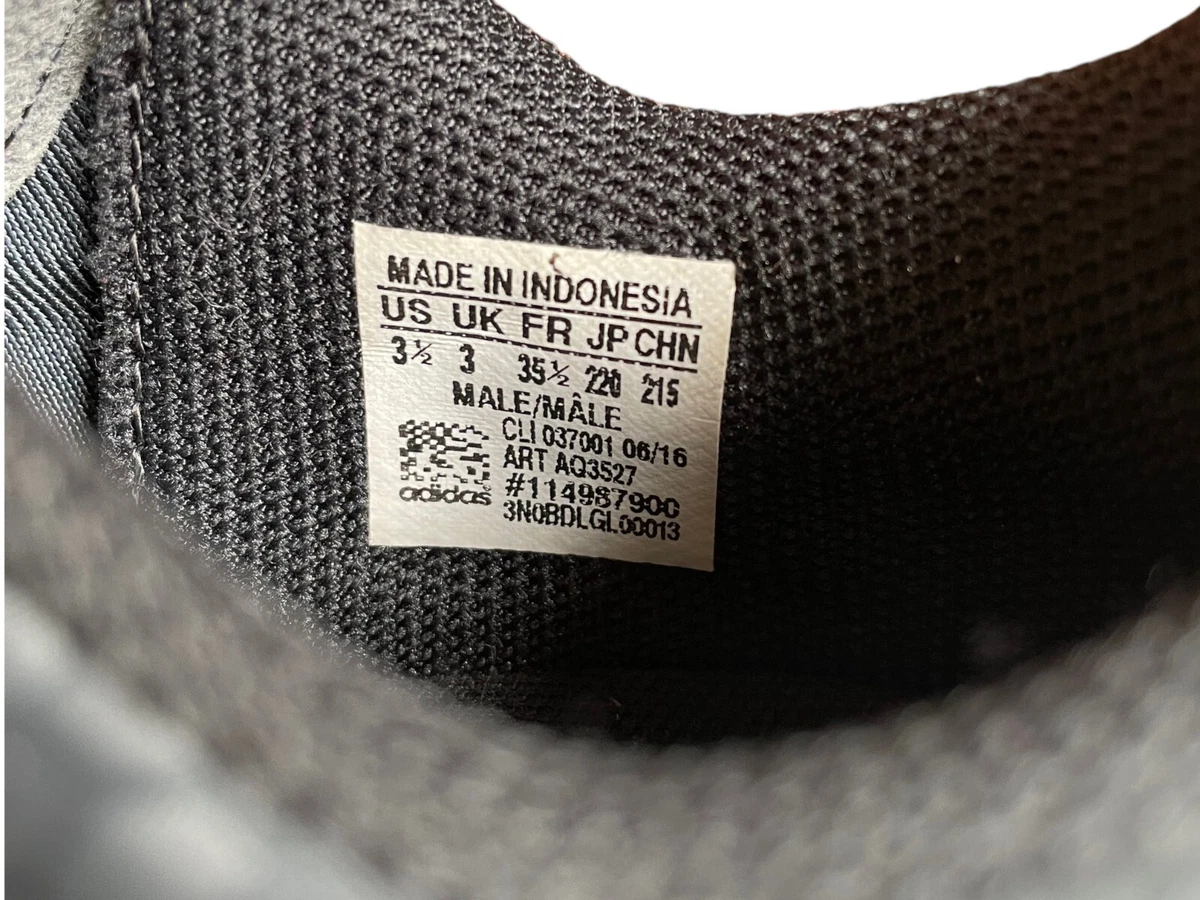 MADE IN INDONESIA
US UK FR JP CHN
3½ 3 35½ 220 215
MALE/MÂLE
CLI 037001 06/16
ART AQ3527
#114987900
3N0BDLGL00013
adidas